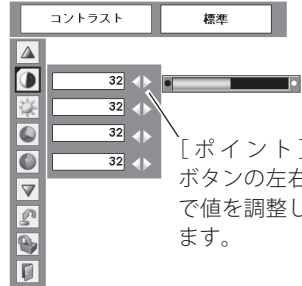 コントラスト 標準
32
32
32
32
［ポイント］
ボタンの左右
で値を調整し
ます。